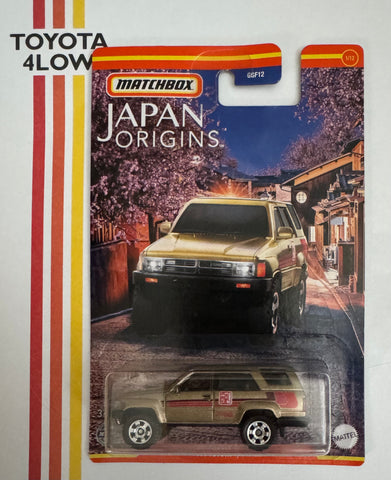 TOYOTA
4LOW
MATCHBOX
GGF12
1/12
JAPAN
ORIGINS
MATTEL